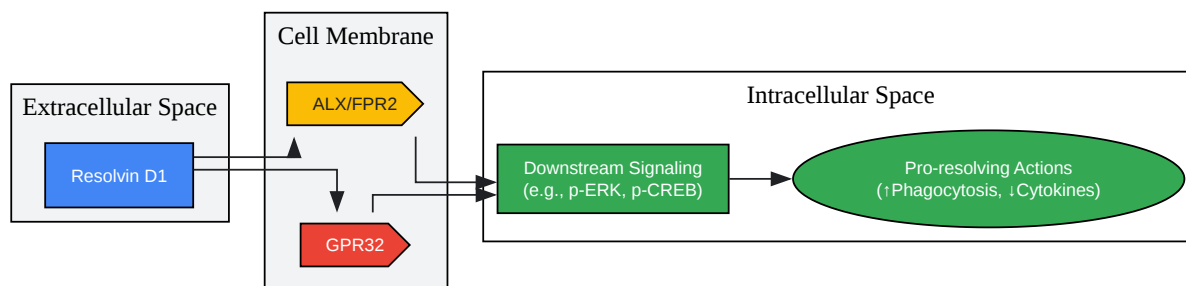 Extracellular Space
Resolvin D1
Cell Membrane
ALX/FPR2
GPR32
Intracellular Space
Downstream Signaling
(e.g., p-ERK, p-CREB)
Pro-resolving Actions
(↑Phagocytosis, ↓Cytokines)